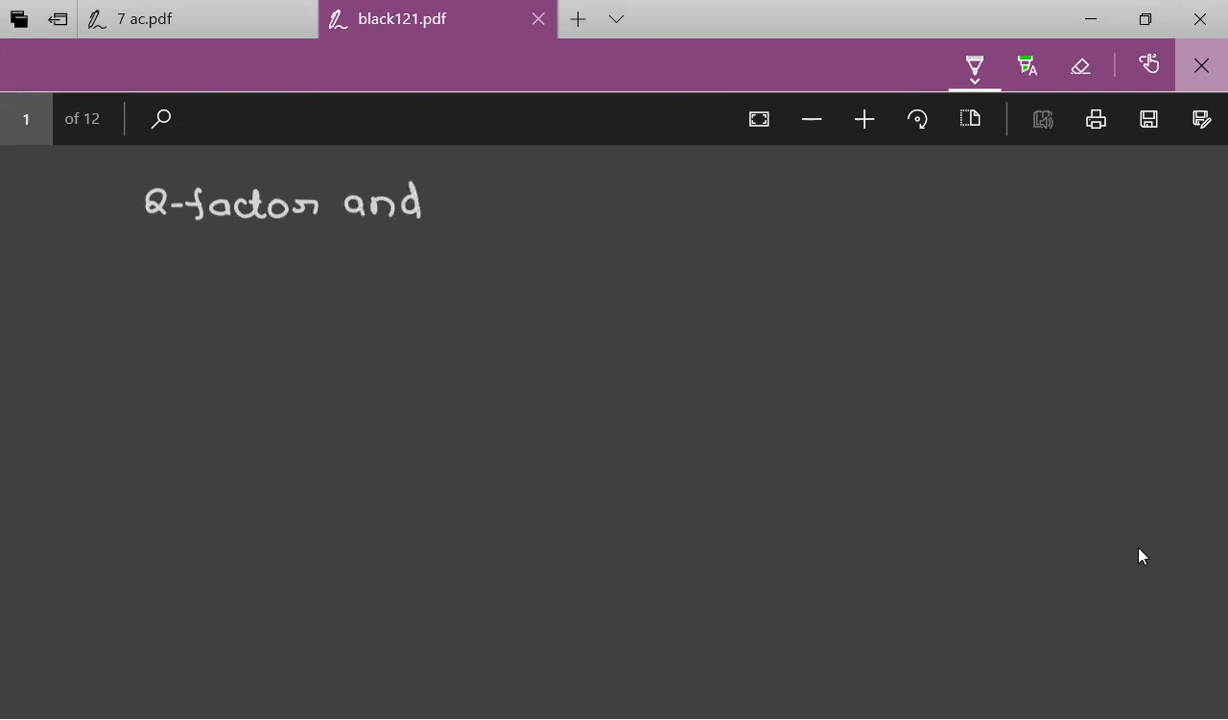 7 ac.pdf
black121.pdf
1 of 12
Q-factor and